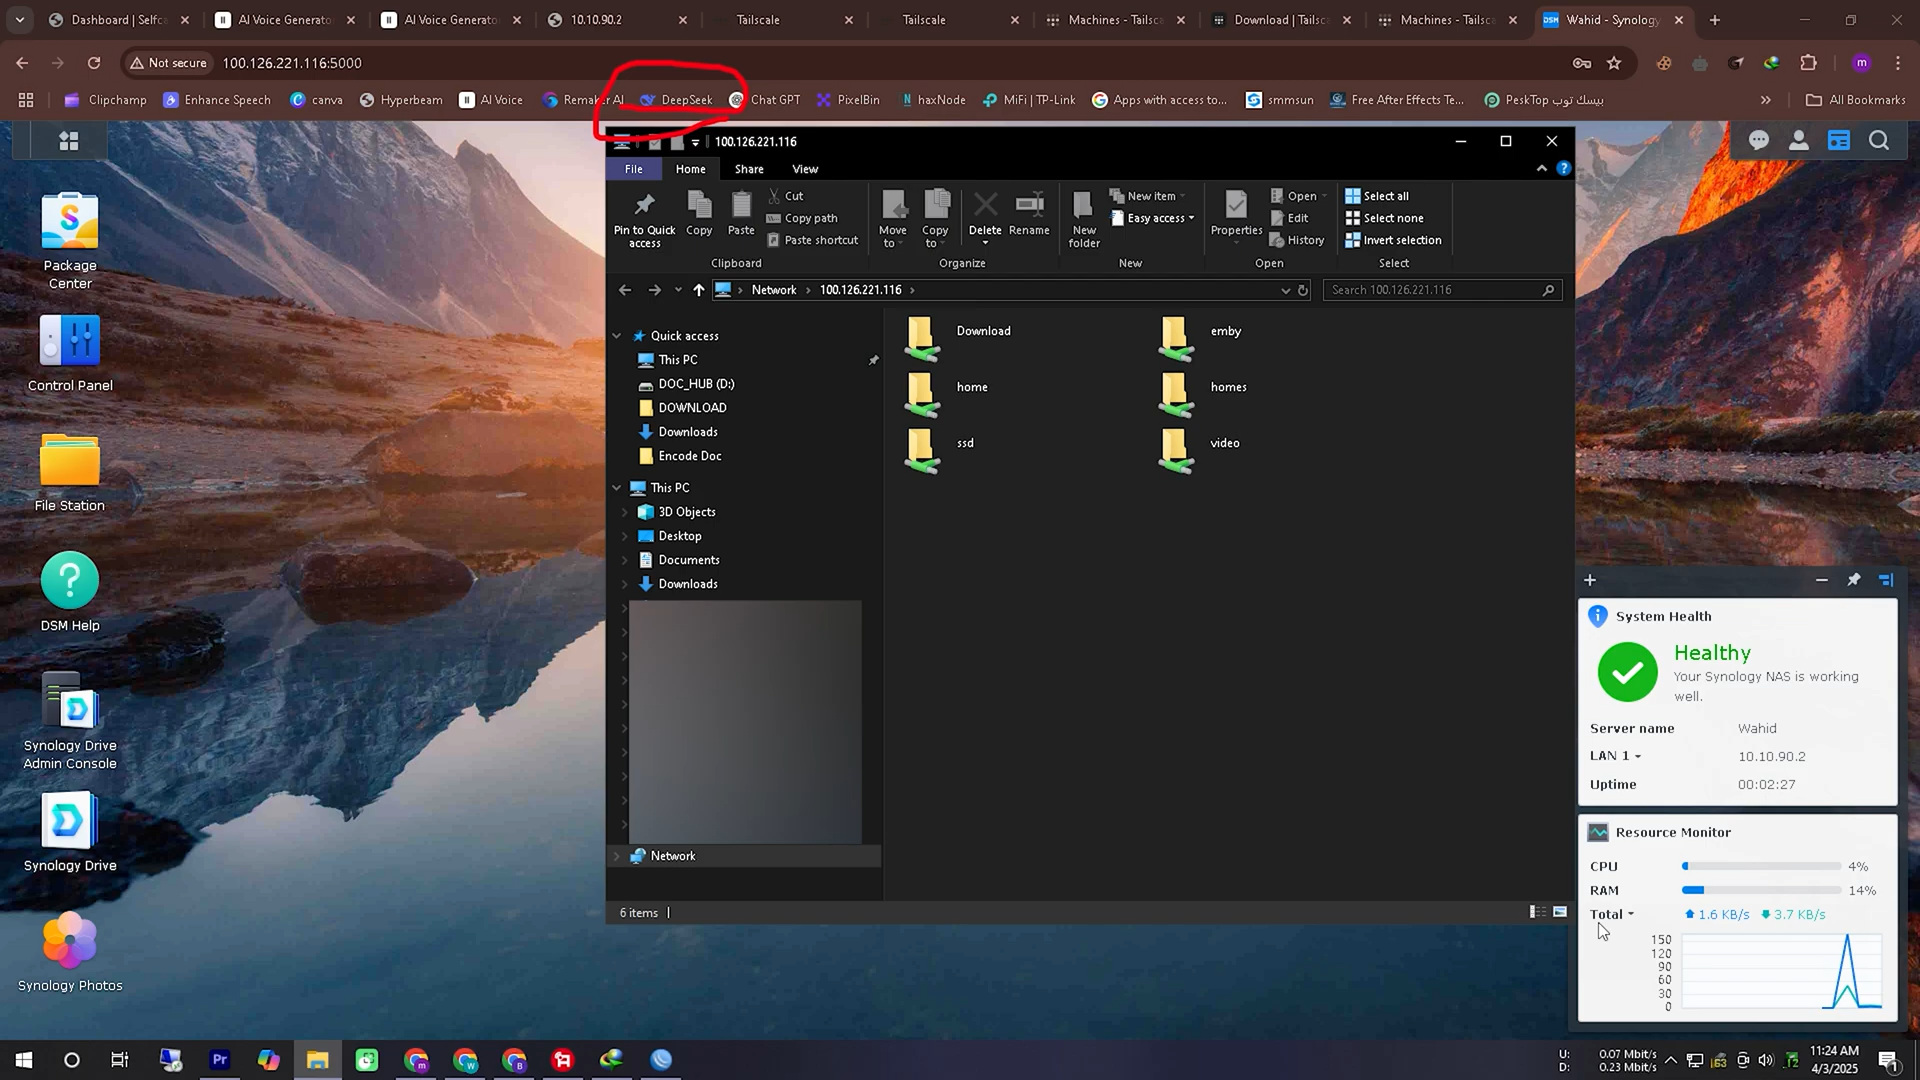 Dashboard | Selfc
AI Voice Generato
AI Voice Generato
10.10.90.2
Tailscale
Tailscale
Machines - Tailsc
Download | Tailsc
Machines - Tailsc
DSM Wahid - Synology
Not secure 100.126.221.116:5000
Clipchamp
Enhance Speech
canva
Hyperbeam
AI Voice
Remaker AI
DeepSeek
Chat GPT
PixelBin
haxNode
MiFi | TP-Link
Apps with access to...
smmsun
Free After Effects Te...
PeskTop بيسك توب
All Bookmarks
100.126.221.116
File Home Share View
Pin to Quick access
Copy
Paste
Cut
Copy path
Paste shortcut
Clipboard
Move to
Copy to
Delete
Rename
Organize
New folder
New item
Easy access
New
Properties
Open
Edit
History
Open
Select all
Select none
Invert selection
Select
Network 100.126.221.116
Search 100.126.221.116
Quick access
This PC
DOC_HUB (D:)
DOWNLOAD
Downloads
Encode Doc
This PC
3D Objects
Desktop
Documents
Downloads
Network
Download
emby
home
homes
ssd
video
6 items
Package
Center
Control Panel
File Station
DSM Help
Synology Drive
Admin Console
Synology Drive
Synology Photos
System Health
Healthy
Your Synology NAS is working
well.
Server name Wahid
LAN 1 10.10.90.2
Uptime 00:02:27
Resource Monitor
CPU 4%
RAM 14%
Total 1.6 KB/s 3.7 KB/s
150
120
90
60
30
0
U: 0.07 Mbit/s
D: 0.23 Mbit/s
11:24 AM
4/3/2025